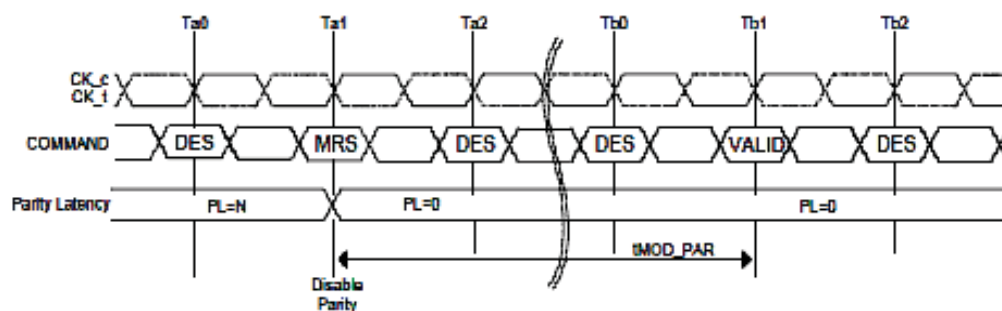 Ta0 Ta1 Ta2 Tb0 Tb1 Tb2
CK_c
CK_t
COMMAND DES MRS DES DES VALID DES
Parity Latency PL=N PL=0 PL=0
tMOD_PAR
Disable
Parity